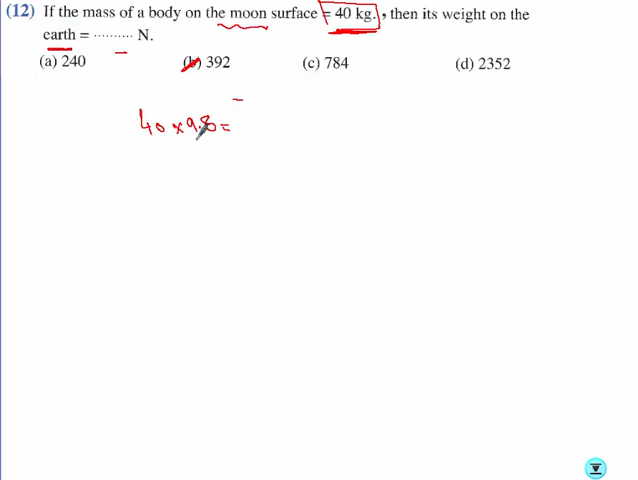 (12) If the mass of a body on the moon surface = 40 kg. , then its weight on the
earth = .......... N.
(a) 240 (b) 392 (c) 784 (d) 2352
40 × 9.8 =